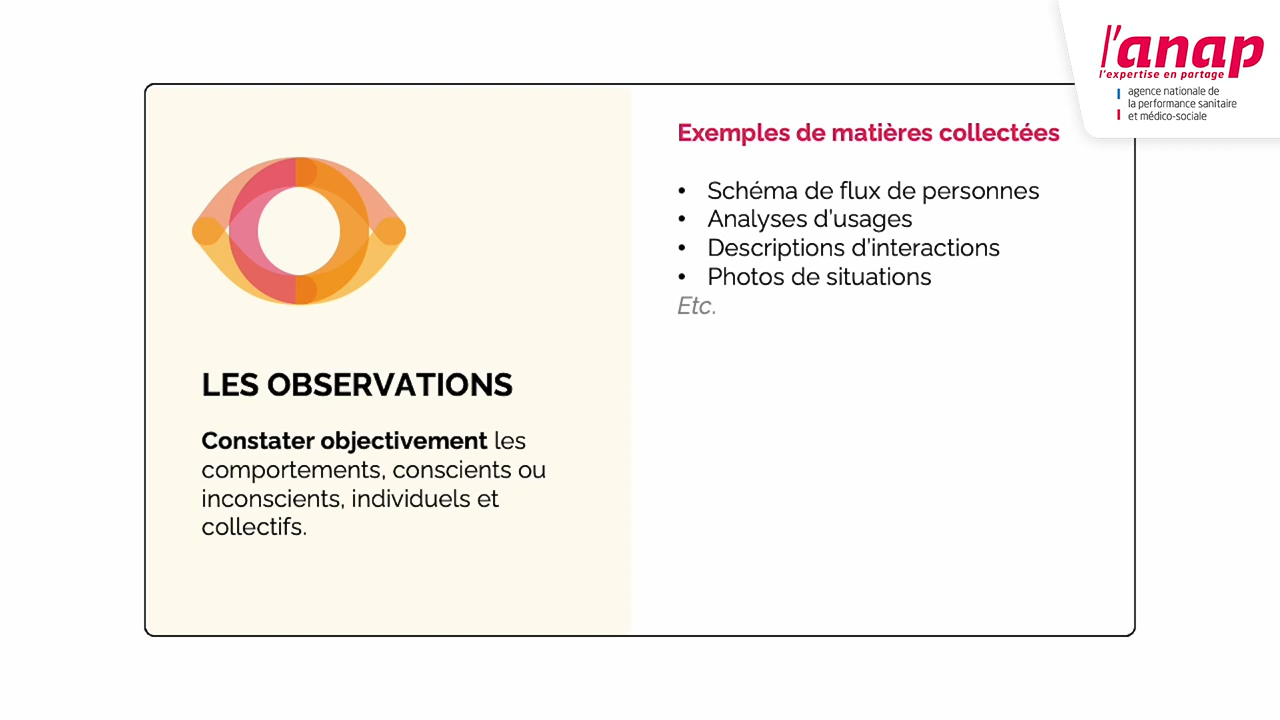 l'anap
l'expertise en partage
agence nationale de
la performance sanitaire
et médico-sociale
LES OBSERVATIONS
Constater objectivement les
comportements, conscients ou
inconscients, individuels et
collectifs.
Exemples de matières collectées
• Schéma de flux de personnes
• Analyses d’usages
• Descriptions d’interactions
• Photos de situations
Etc.